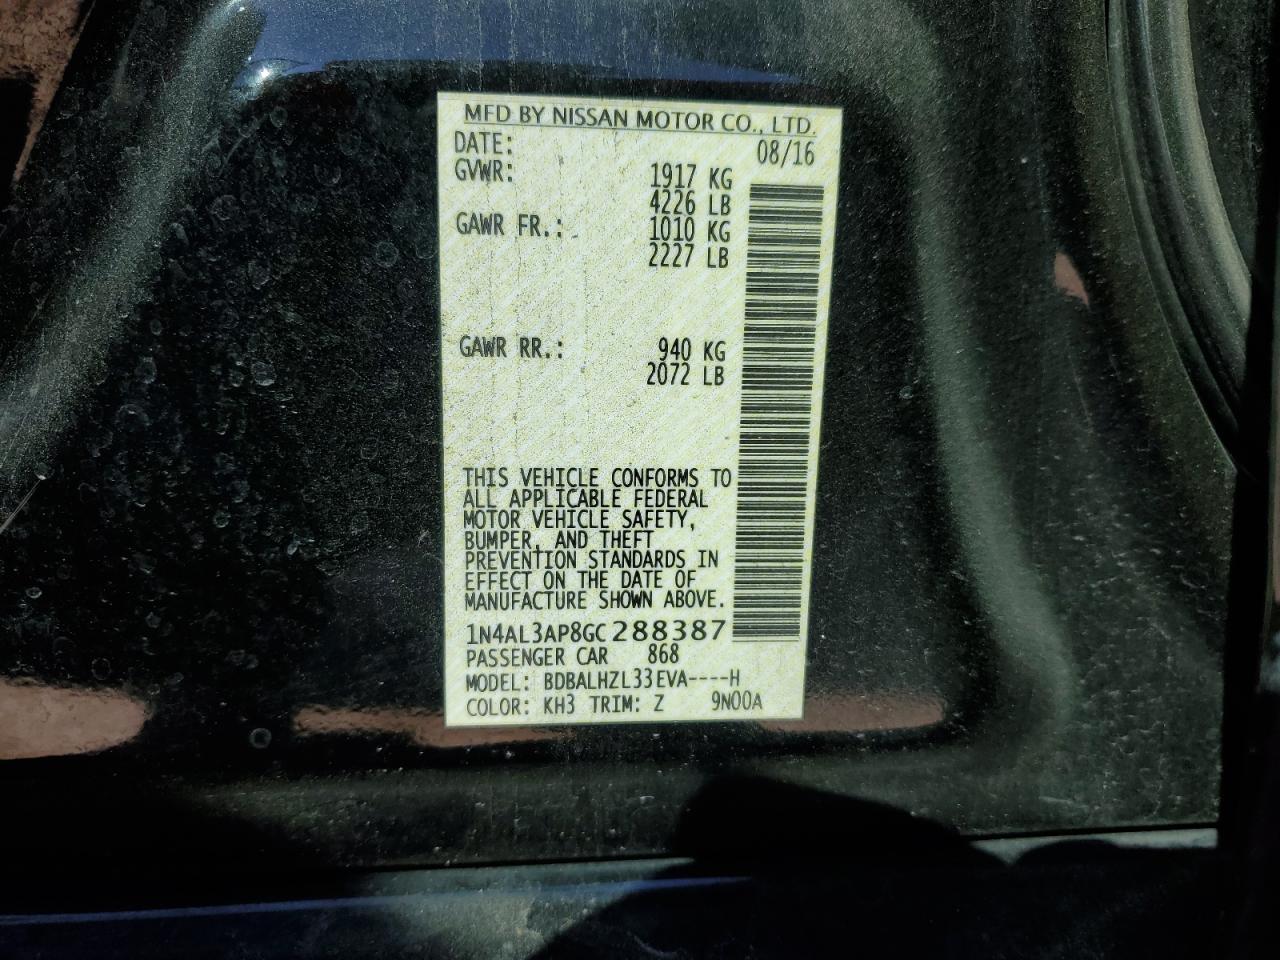 MFD BY NISSAN MOTOR CO., LTD.
DATE: 08/16
GVWR: 1917 KG
4226 LB
GAWR FR.: 1010 KG
2227 LB
GAWR RR.: 940 KG
2072 LB
THIS VEHICLE CONFORMS TO
ALL APPLICABLE FEDERAL
MOTOR VEHICLE SAFETY,
BUMPER, AND THEFT
PREVENTION STANDARDS IN
EFFECT ON THE DATE OF
MANUFACTURE SHOWN ABOVE.
1N4AL3AP8GC288387
PASSENGER CAR 868
MODEL: BDBALHZL33EVA----H
COLOR: KH3 TRIM: Z 9N00A